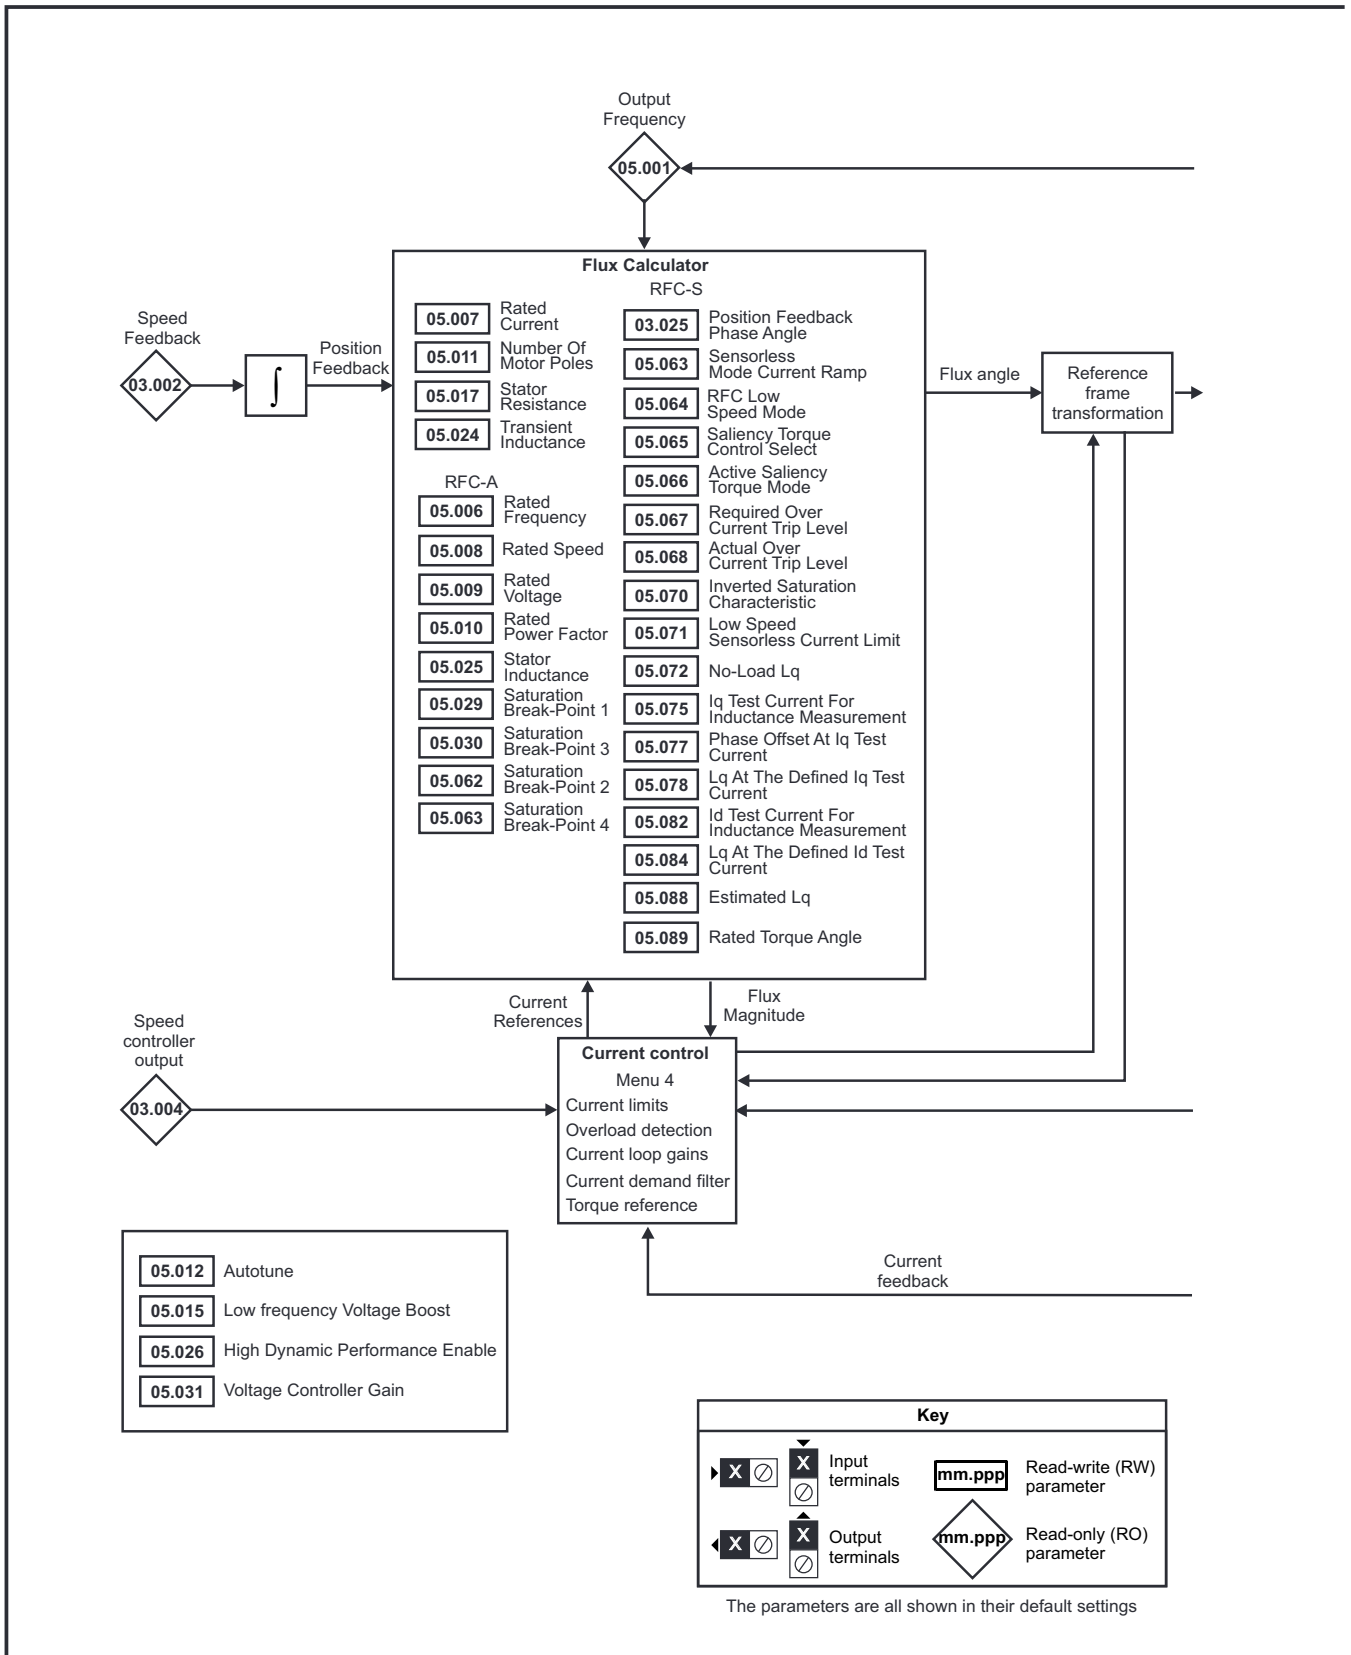 Output
Frequency
05.001
Flux Calculator
RFC-S
Speed
Feedback
03.002
∫
Position
Feedback
05.007 Rated
Current
05.011 Number Of
Motor Poles
05.017 Stator
Resistance
05.024 Transient
Inductance
RFC-A
05.006 Rated
Frequency
05.008 Rated Speed
05.009 Rated
Voltage
05.010 Rated
Power Factor
05.025 Stator
Inductance
05.029 Saturation
Break-Point 1
05.030 Saturation
Break-Point 3
05.062 Saturation
Break-Point 2
05.063 Saturation
Break-Point 4
03.025 Position Feedback
Phase Angle
05.063 Sensorless
Mode Current Ramp
05.064 RFC Low
Speed Mode
05.065 Saliency Torque
Control Select
05.066 Active Saliency
Torque Mode
05.067 Required Over
Current Trip Level
05.068 Actual Over
Current Trip Level
05.070 Inverted Saturation
Characteristic
05.071 Low Speed
Sensorless Current Limit
05.072 No-Load Lq
05.075 Iq Test Current For
Inductance Measurement
05.077 Phase Offset At Iq Test
Current
05.078 Lq At The Defined Iq Test
Current
05.082 Id Test Current For
Inductance Measurement
05.084 Lq At The Defined Id Test
Current
05.088 Estimated Lq
05.089 Rated Torque Angle
Flux angle
Reference
frame
transformation
Current
References
Flux
Magnitude
Speed
controller
output
03.004
Current control
Menu 4
Current limits
Overload detection
Current loop gains
Current demand filter
Torque reference
Current
feedback
05.012 Autotune
05.015 Low frequency Voltage Boost
05.026 High Dynamic Performance Enable
05.031 Voltage Controller Gain
Key
X X Input
terminals
mm.ppp Read-write (RW)
parameter
X X Output
terminals
mm.ppp Read-only (RO)
parameter
The parameters are all shown in their default settings